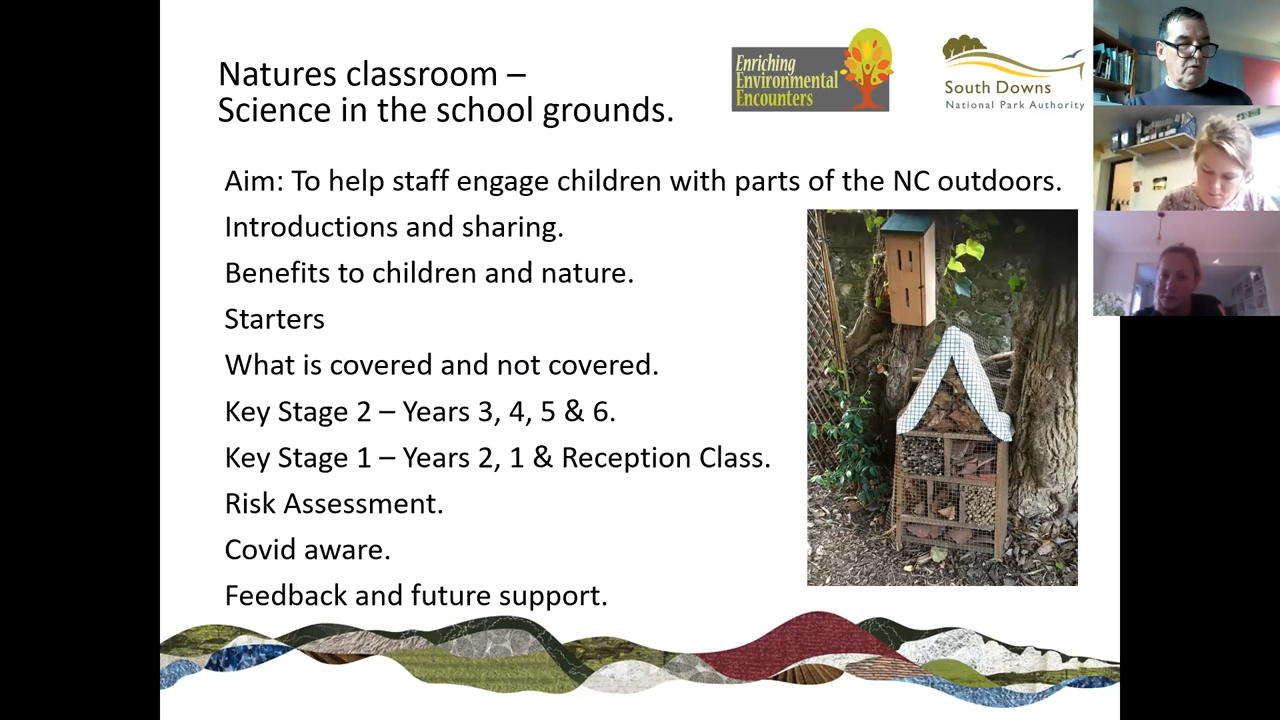 Natures classroom –
Science in the school grounds.
Enriching
Environmental
Encounters
South Downs
National Park Authority
Aim: To help staff engage children with parts of the NC outdoors.
Introductions and sharing.
Benefits to children and nature.
Starters
What is covered and not covered.
Key Stage 2 – Years 3, 4, 5 & 6.
Key Stage 1 – Years 2, 1 & Reception Class.
Risk Assessment.
Covid aware.
Feedback and future support.